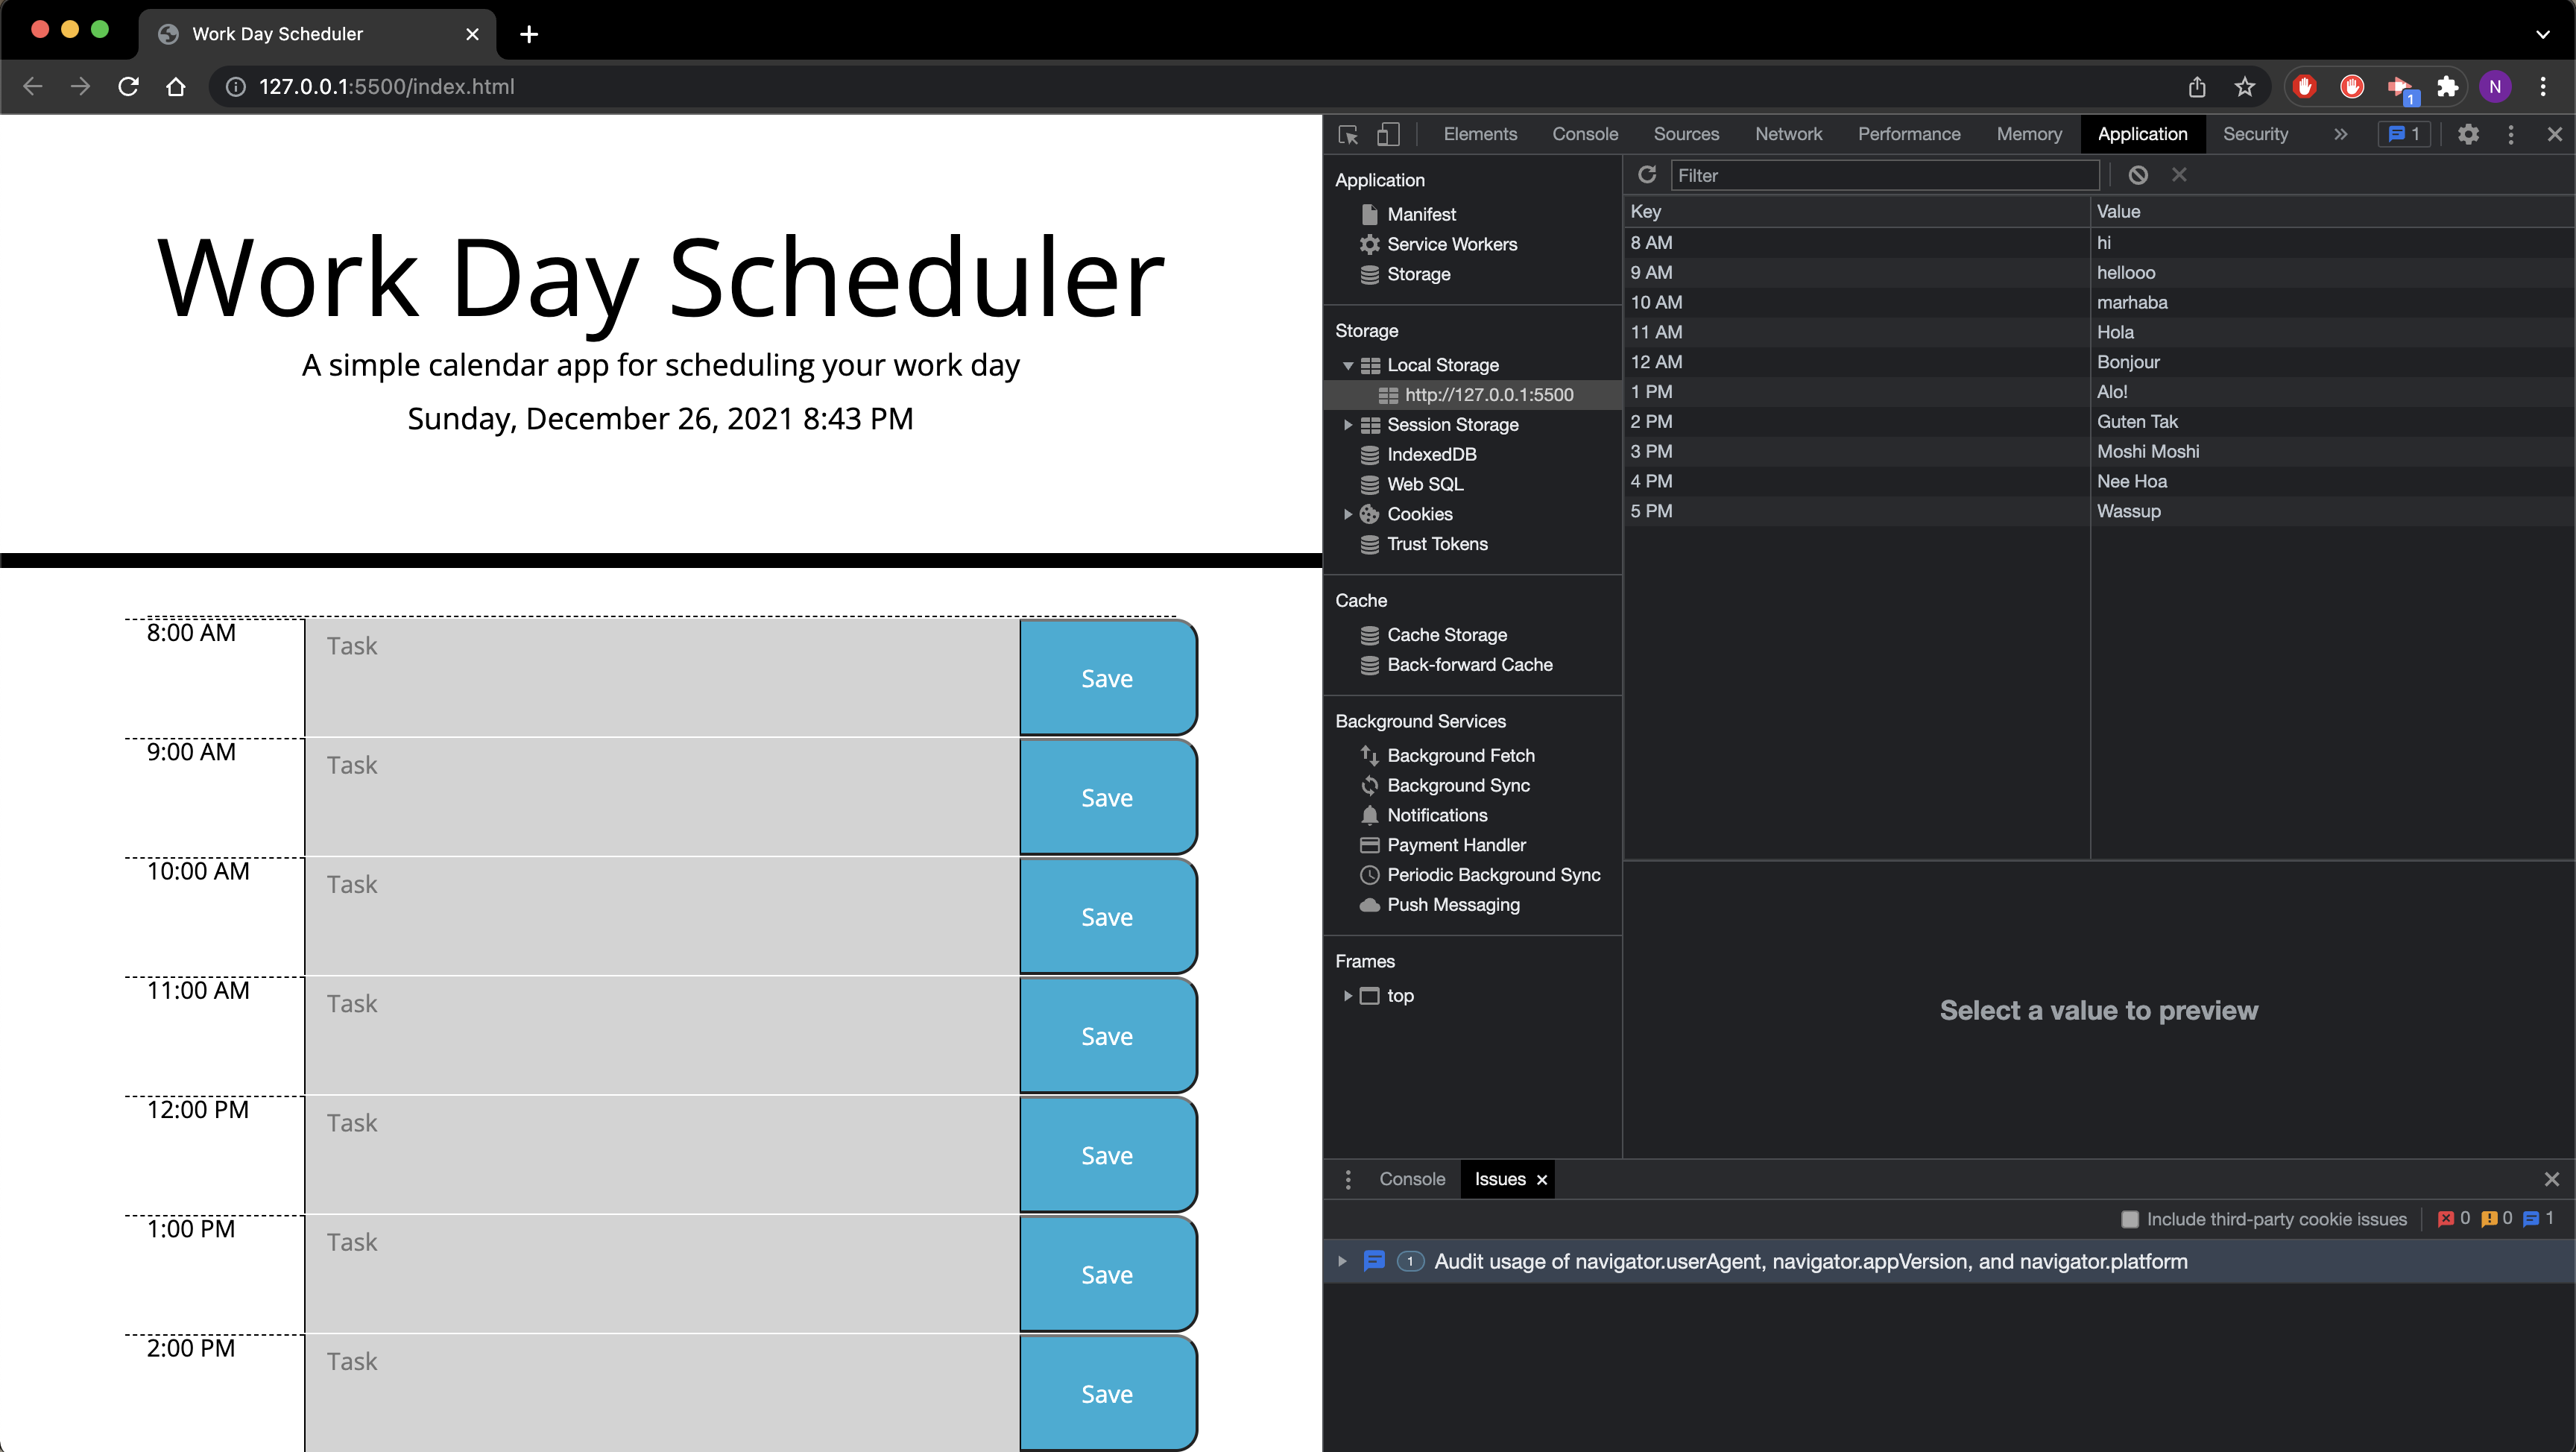 Work Day Scheduler
127.0.0.1:5500/index.html
1
N
Work Day Scheduler
A simple calendar app for scheduling your work day
Sunday, December 26, 2021 8:43 PM
8:00 AM Task Save
9:00 AM Task Save
10:00 AM Task Save
11:00 AM Task Save
12:00 PM Task Save
1:00 PM Task Save
2:00 PM Task Save
Elements Console Sources Network Performance Memory Application Security » 1
Application
Manifest
Service Workers
Storage
Storage
Local Storage
http://127.0.0.1:5500
Session Storage
IndexedDB
Web SQL
Cookies
Trust Tokens
Cache
Cache Storage
Back-forward Cache
Background Services
Background Fetch
Background Sync
Notifications
Payment Handler
Periodic Background Sync
Push Messaging
Frames
top
Filter
Key Value
8 AM hi
9 AM hellooo
10 AM marhaba
11 AM Hola
12 AM Bonjour
1 PM Alo!
2 PM Guten Tak
3 PM Moshi Moshi
4 PM Nee Hoa
5 PM Wassup
Select a value to preview
Console Issues
Include third-party cookie issues 0 0 1
1 Audit usage of navigator.userAgent, navigator.appVersion, and navigator.platform